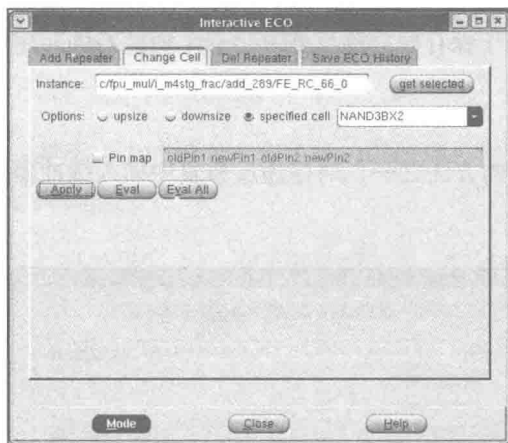 Interactive ECO
Add Repeater Change Cell Del Repeater Save ECO History
Instance: c/fpu_mul/i_m4stg_frac/add_289/FE_RC_66_0 get selected
Options: upsize downsize specified cell NAND3BX2
Pin map oldPin1 newPin1 oldPin2 newPin2
Apply Eval Eval All
Mode Close Help